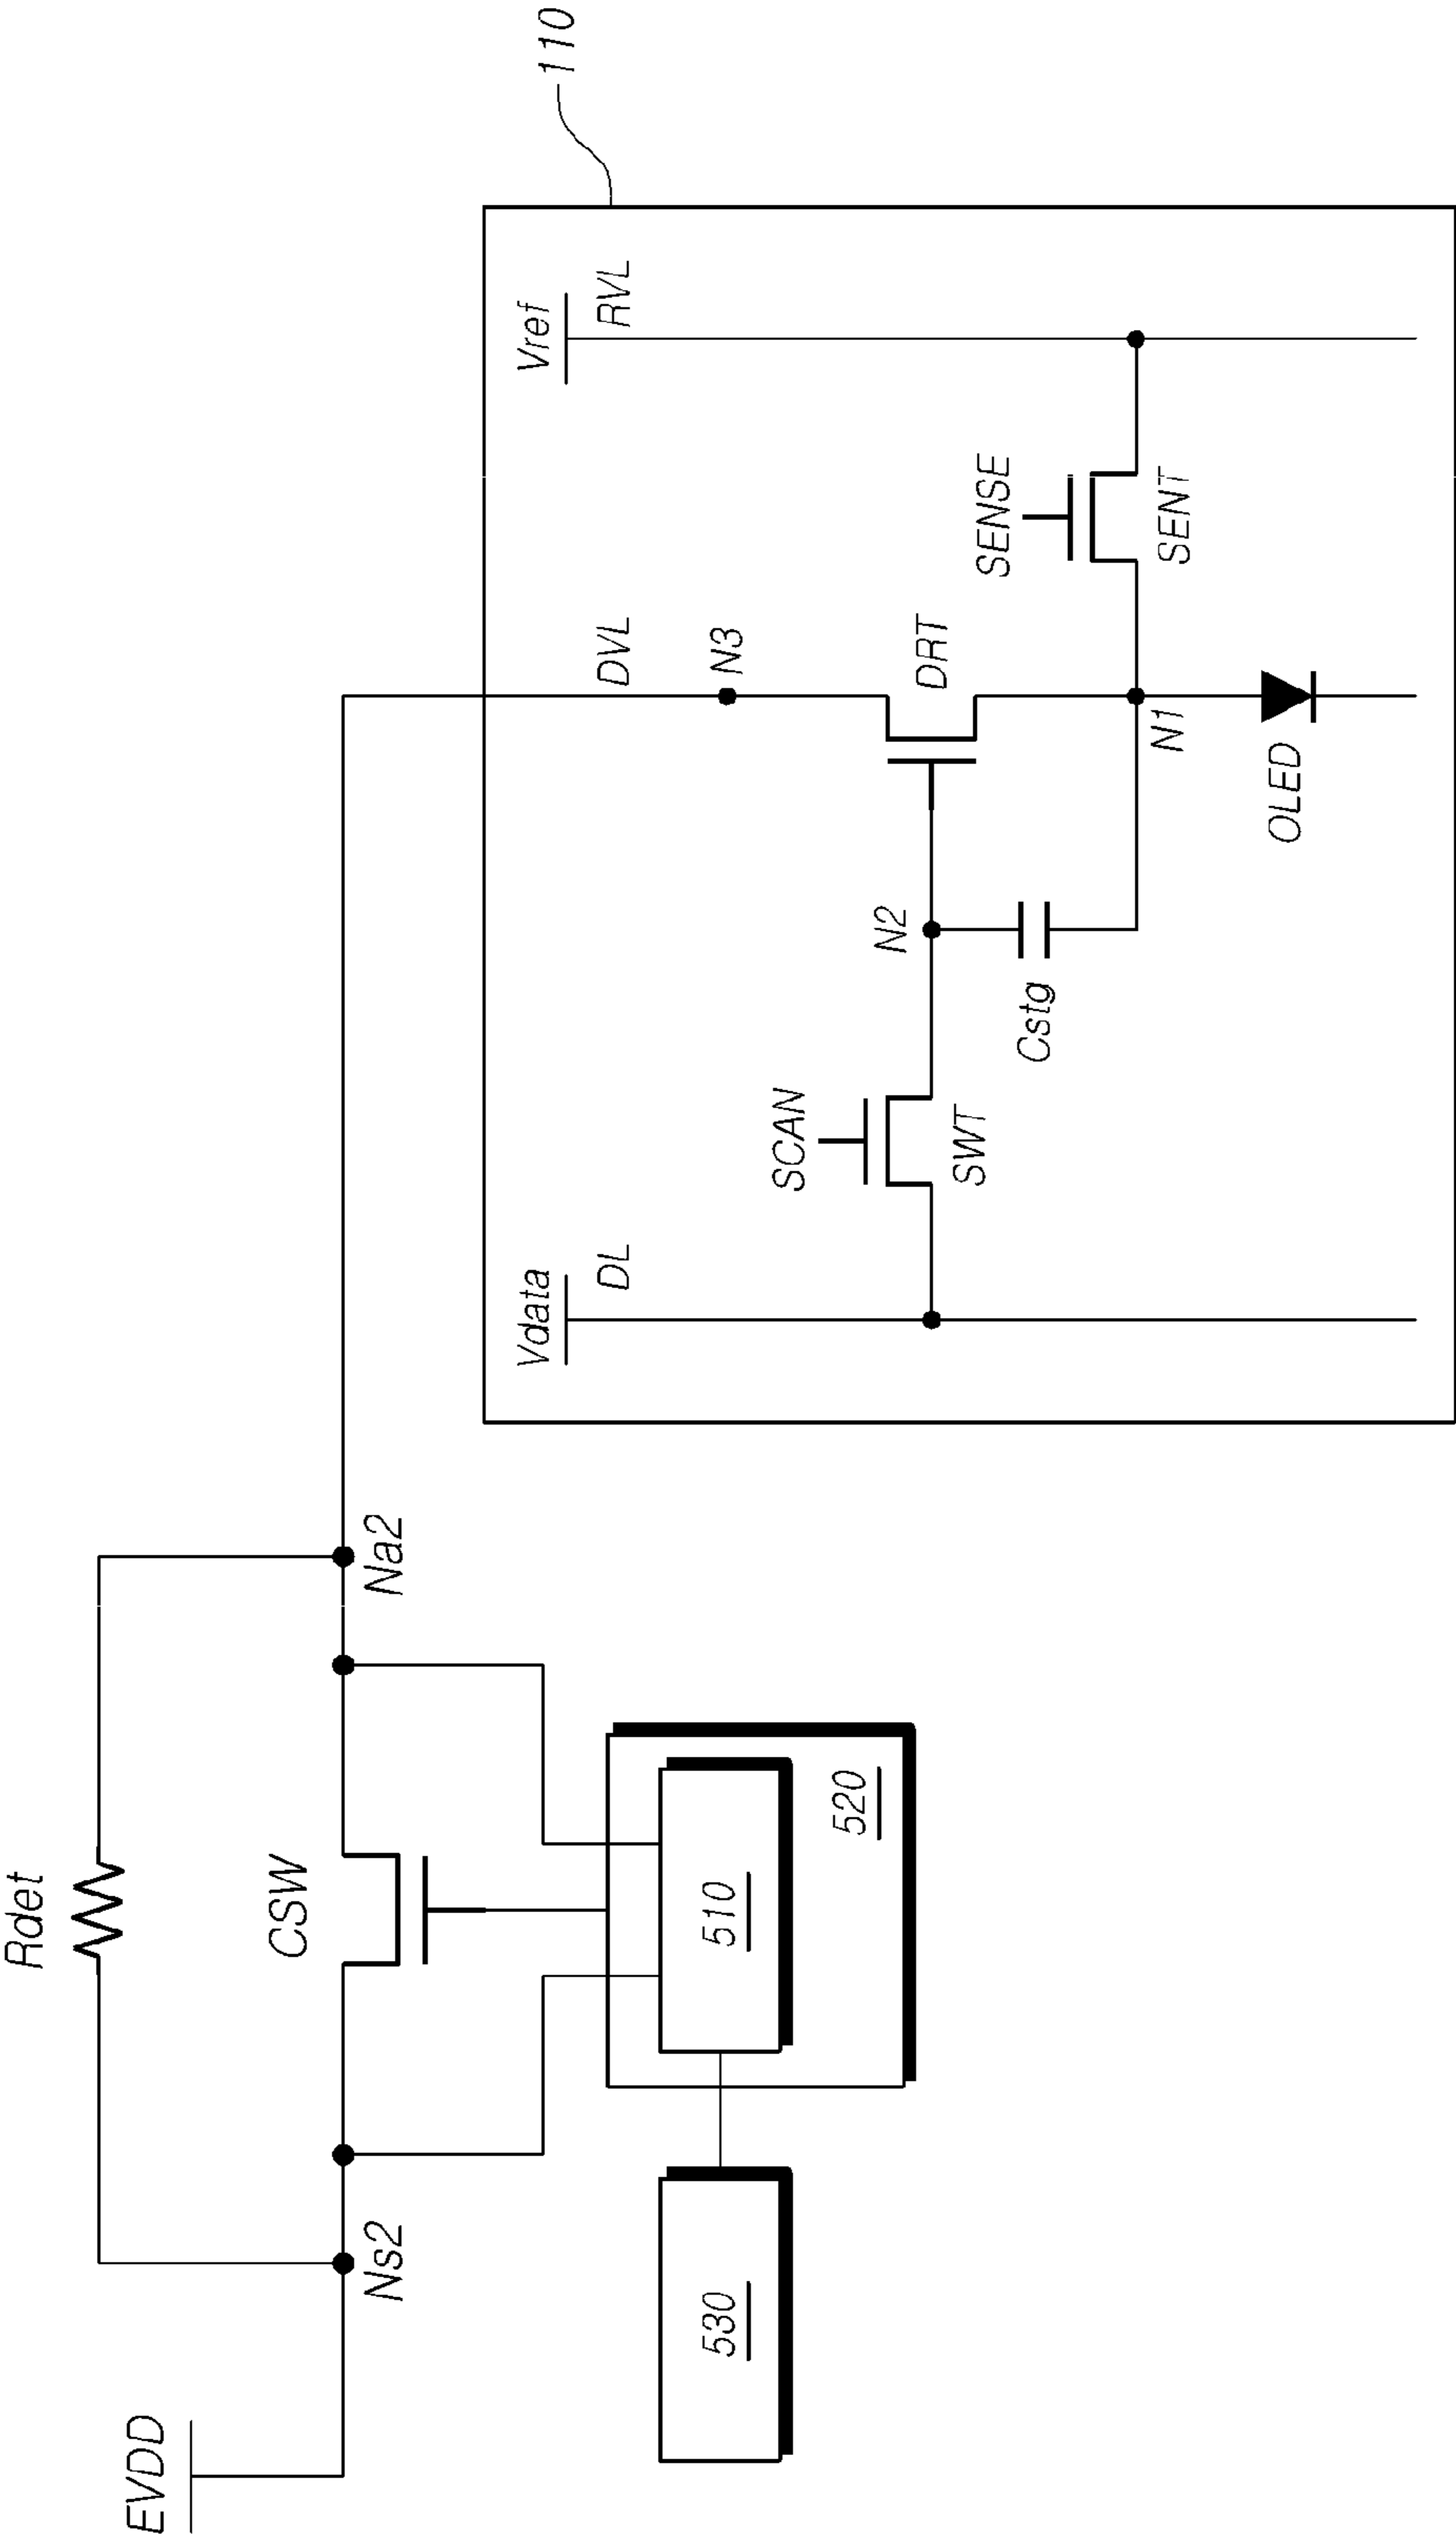 Rdet
EVDD
CSW
Ns2
Na2
530
510
520
110
Vdata
DL
Vref
RVL
DVL
N3
SCAN
SWT
N2
DRT
SENSE
SENT
Cstg
N1
OLED